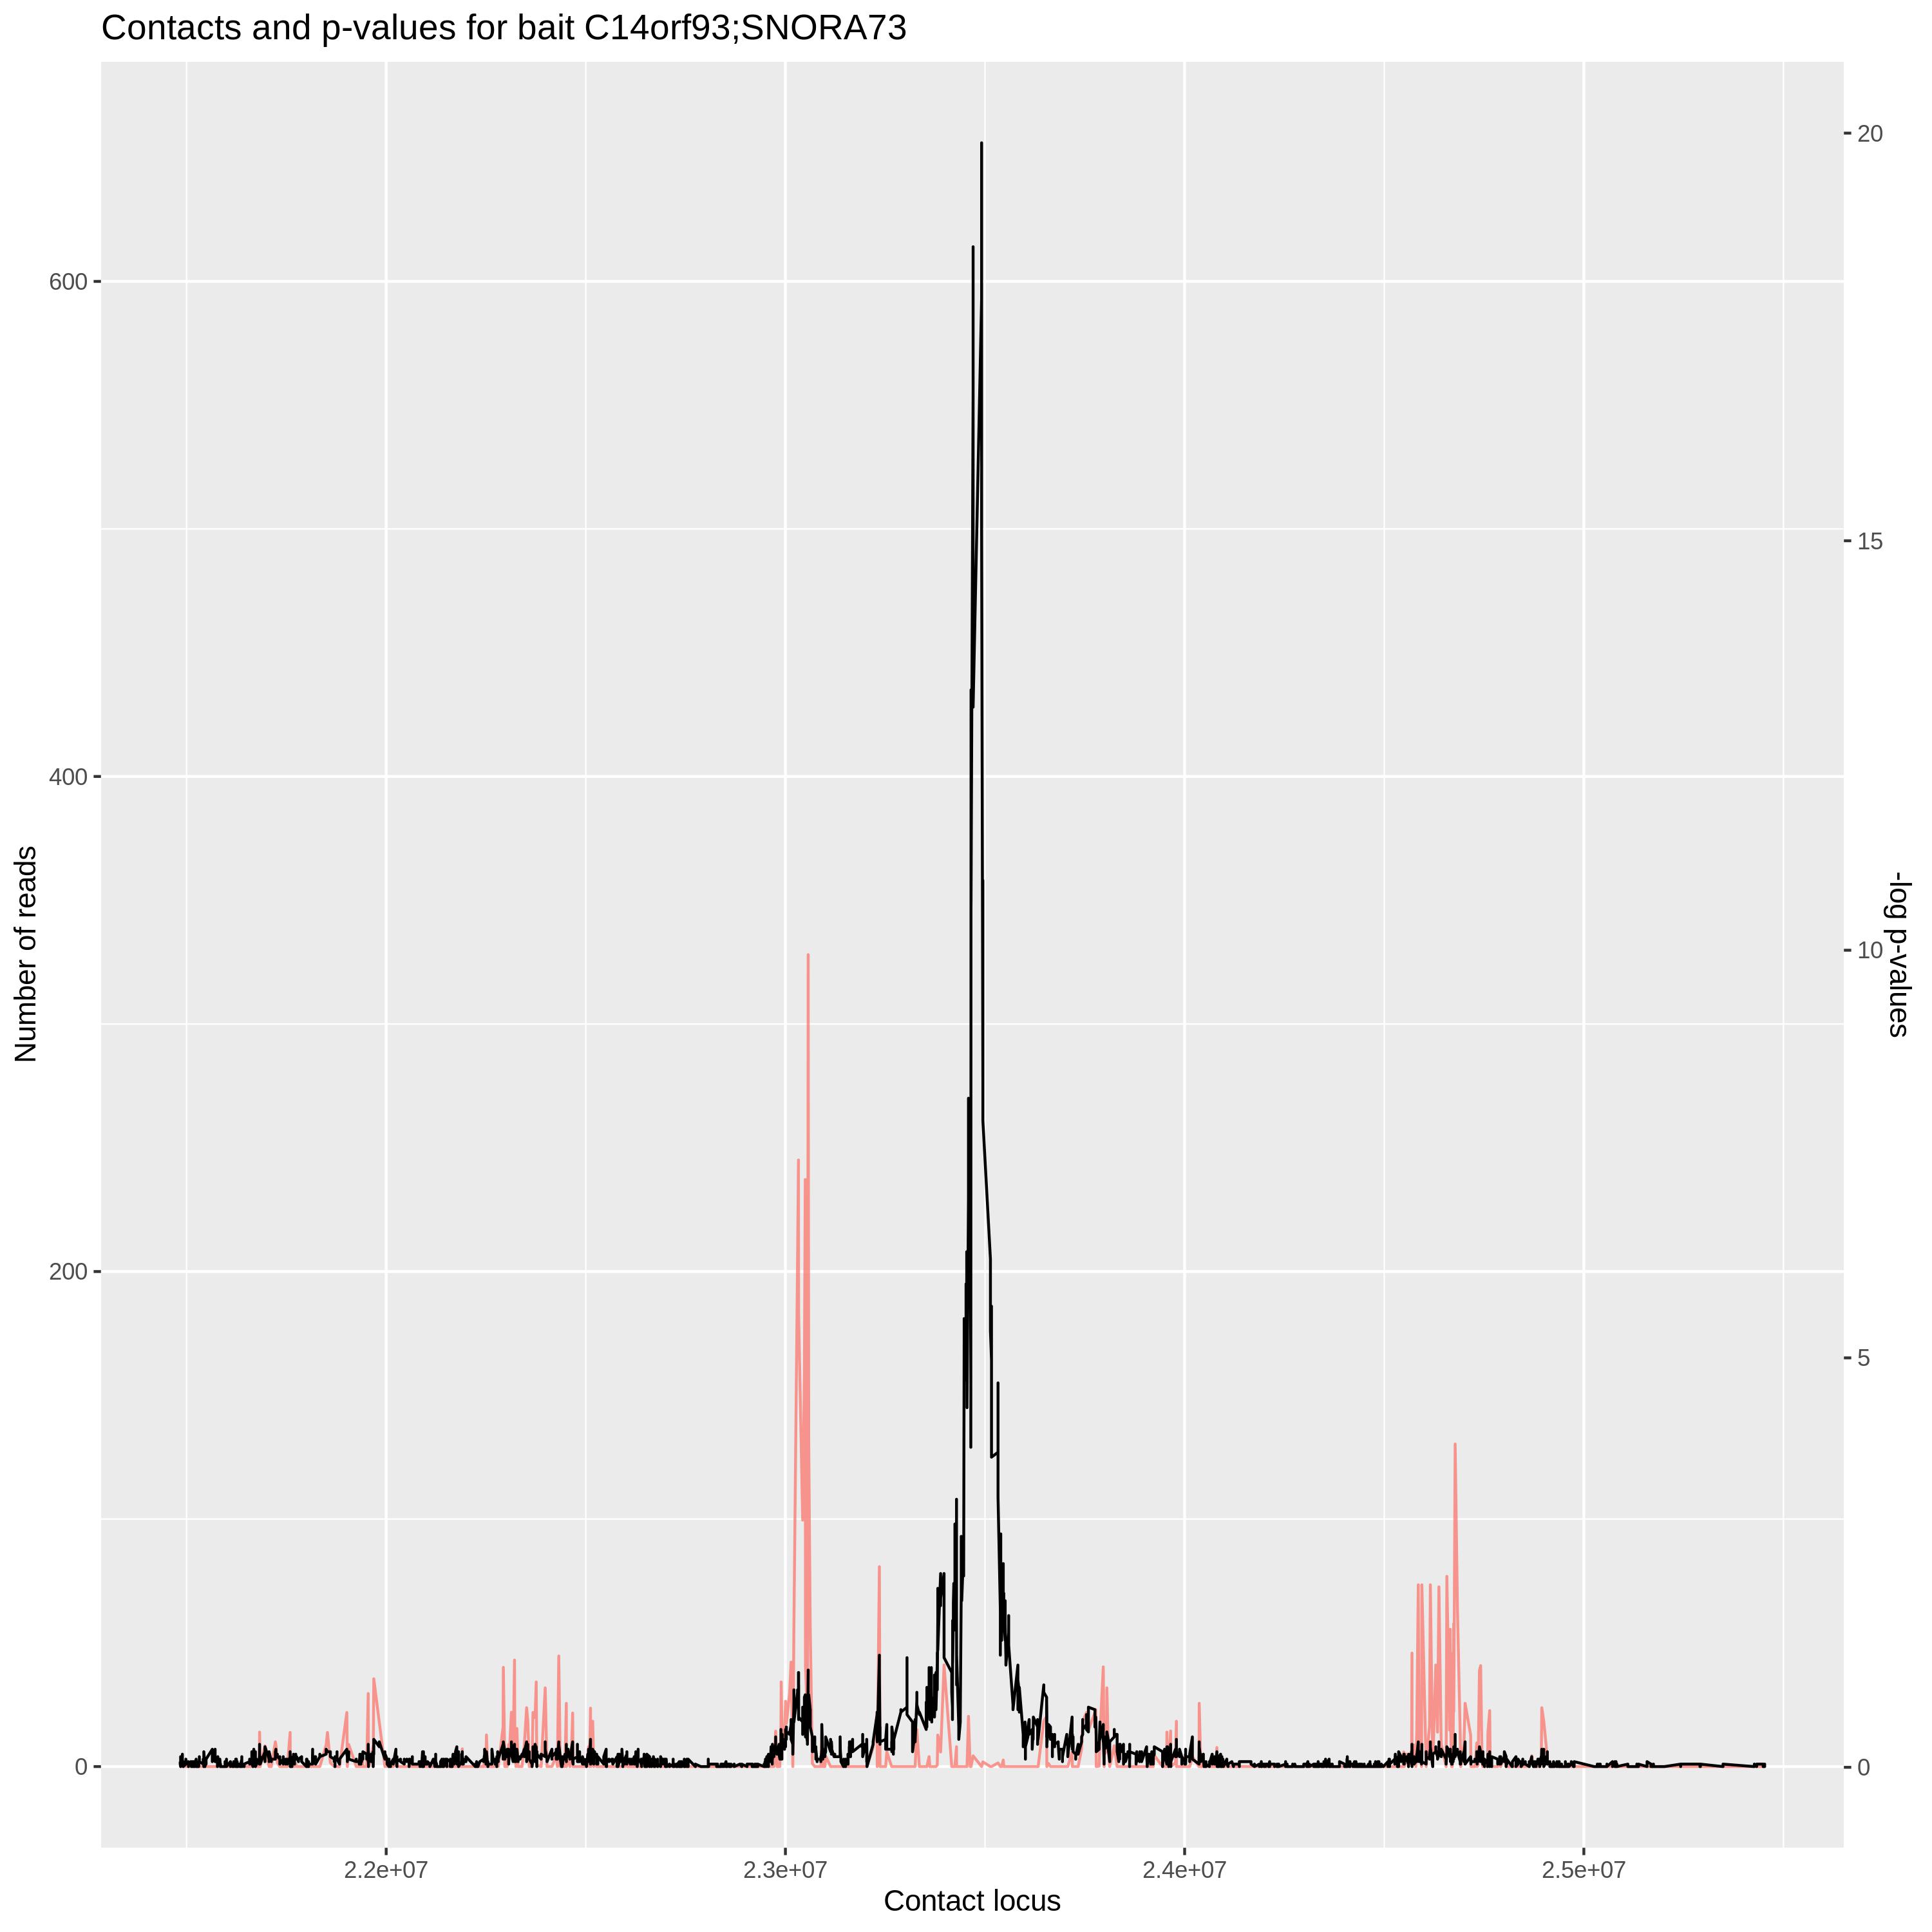 Contacts and p-values for bait C14orf93;SNORA73
Number of reads
600
400
200
0
20
15
10
5
0
-log p-values
2.2e+07 2.3e+07 2.4e+07 2.5e+07
Contact locus